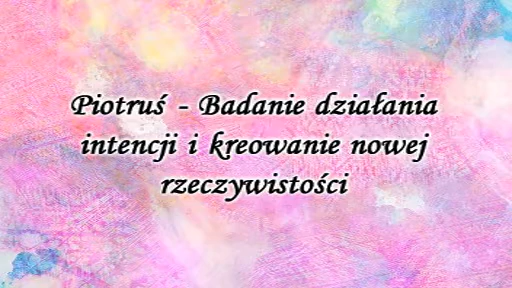 Piotruś - Badanie działania
intencji i kreowanie nowej
rzeczywistości